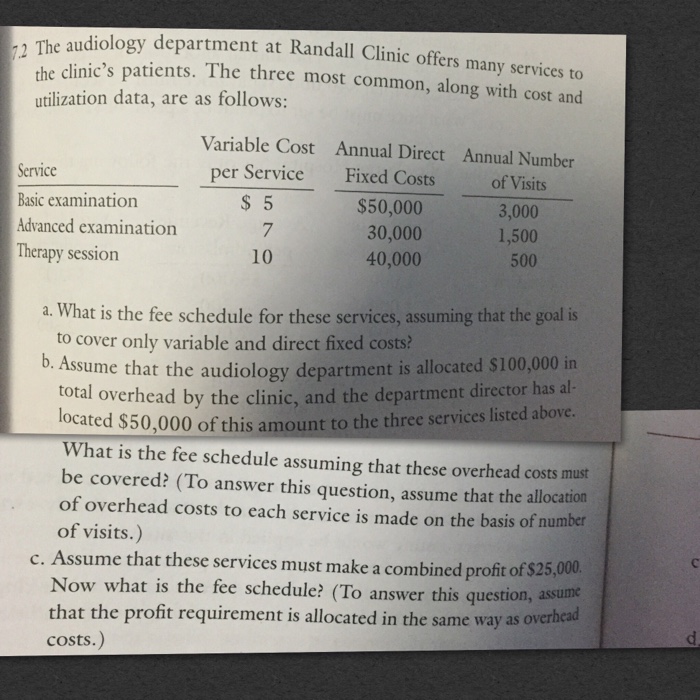 7.2 The audiology department at Randall Clinic offers many services to
the clinic's patients. The three most common, along with cost and
utilization data, are as follows:
Variable Cost Annual Direct Annual Number
Service per Service Fixed Costs of Visits
Basic examination $ 5 $50,000 3,000
Advanced examination 7 30,000 1,500
Therapy session 10 40,000 500
a. What is the fee schedule for these services, assuming that the goal is
to cover only variable and direct fixed costs?
b. Assume that the audiology department is allocated $100,000 in
total overhead by the clinic, and the department director has al-
located $50,000 of this amount to the three services listed above.
What is the fee schedule assuming that these overhead costs must
be covered? (To answer this question, assume that the allocation
of overhead costs to each service is made on the basis of number
of visits.)
c. Assume that these services must make a combined profit of $25,000.
Now what is the fee schedule? (To answer this question, assume
that the profit requirement is allocated in the same way as overhead
costs.)
c
d.